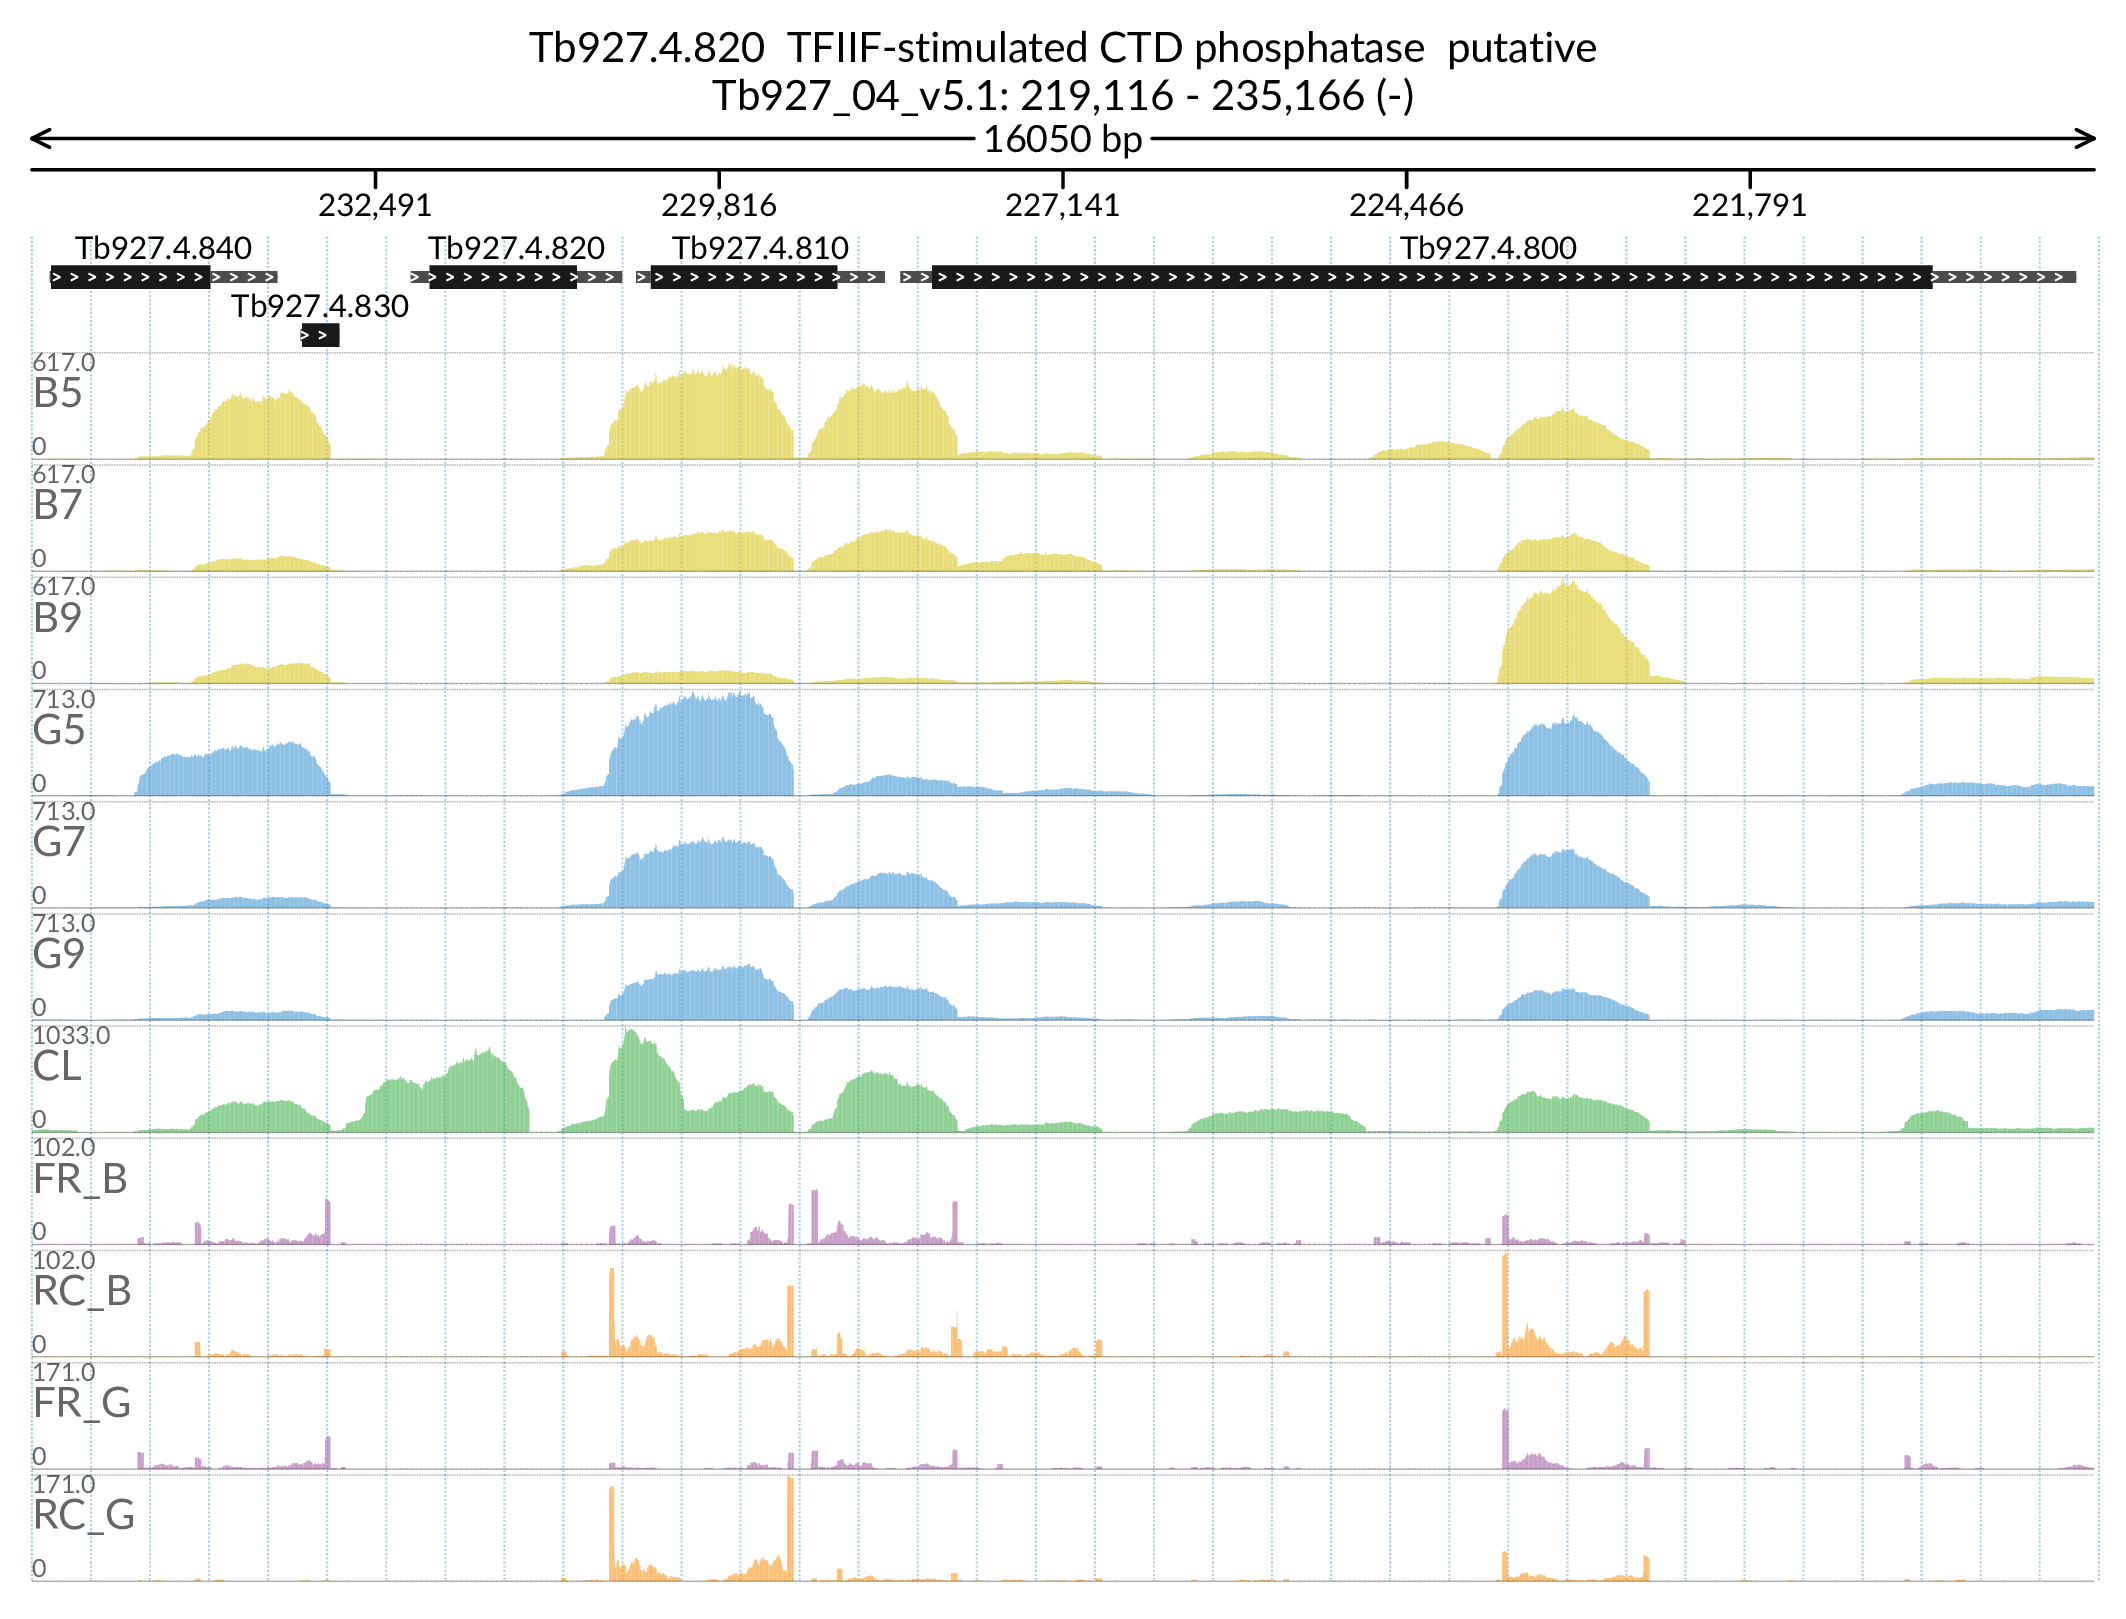 Tb927.4.820  TFIIF-stimulated CTD phosphatase  putative
Tb927_04_v5.1: 219,116 - 235,166 (-)
16050 bp
232,491 229,816 227,141 224,466 221,791
Tb927.4.840 Tb927.4.820 Tb927.4.810 Tb927.4.800
Tb927.4.830
617.0
B5
0
617.0
B7
0
617.0
B9
0
713.0
G5
0
713.0
G7
0
713.0
G9
0
1033.0
CL
0
102.0
FR_B
0
102.0
RC_B
0
171.0
FR_G
0
171.0
RC_G
0